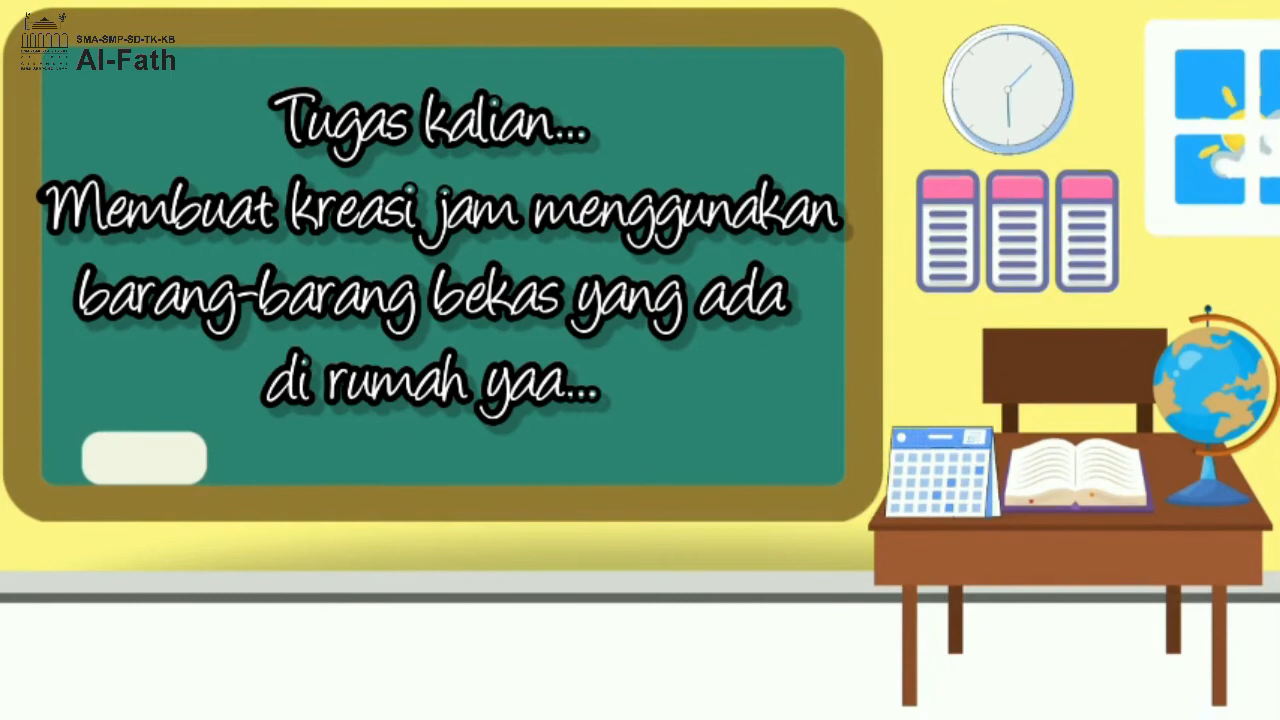 SMA-SMP-SD-TK-KB
Al-Fath
Tugas kalian...
Membuat kreasi jam menggunakan
barang-barang bekas yang ada
di rumah yaa...